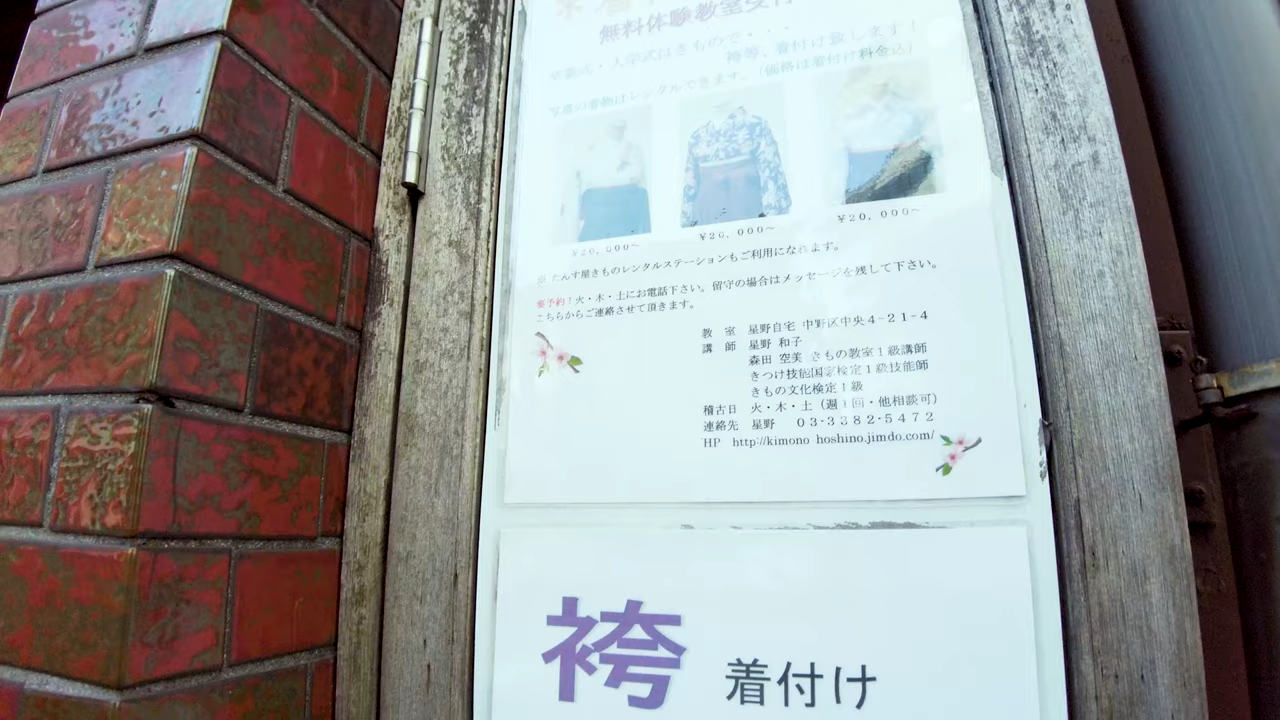 無料体験教室受付
卒業式・入学式はきもので・・・
袴等、着付け致します！
写真の着物はレンタルできます。（価格は着付け料金込）
￥20,000～
￥20,000～
￥20,000～
※ たんす屋きものレンタルステーションもご利用になれます。
要予約！火・木・土にお電話下さい。留守の場合はメッセージを残して下さい。
こちらからご連絡させて頂きます。
教　室　星野自宅 中野区中央４−２１−４
講　師　星野 和子
森田 空美 きもの教室１級講師
きつけ技能国家検定１級技能師
きもの文化検定１級
稽古日　火・木・土（週１回・他相談可）
連絡先　星野　０３‐３３８２‐５４７２
HP　http://kimono hoshino.jimdo.com/
袴 着付け